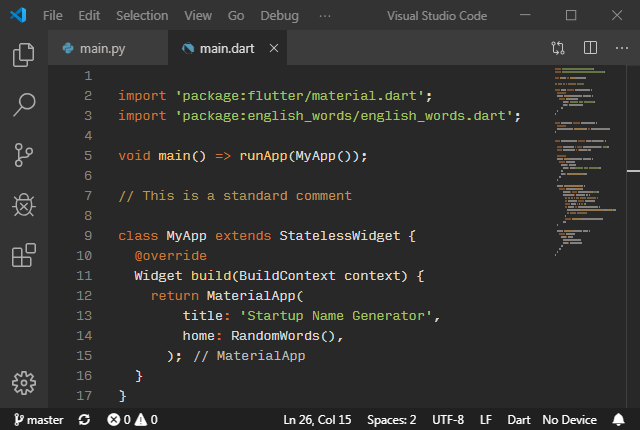 File Edit Selection View Go Debug ··· Visual Studio Code
main.py main.dart
1
2 import 'package:flutter/material.dart';
3 import 'package:english_words/english_words.dart';
4
5 void main() => runApp(MyApp());
6
7 // This is a standard comment
8
9 class MyApp extends StatelessWidget {
10 @override
11 Widget build(BuildContext context) {
12 return MaterialApp(
13 title: 'Startup Name Generator',
14 home: RandomWords(),
15 ); // MaterialApp
16 }
17 }
master 0 0 Ln 26, Col 15 Spaces: 2 UTF-8 LF Dart No Device